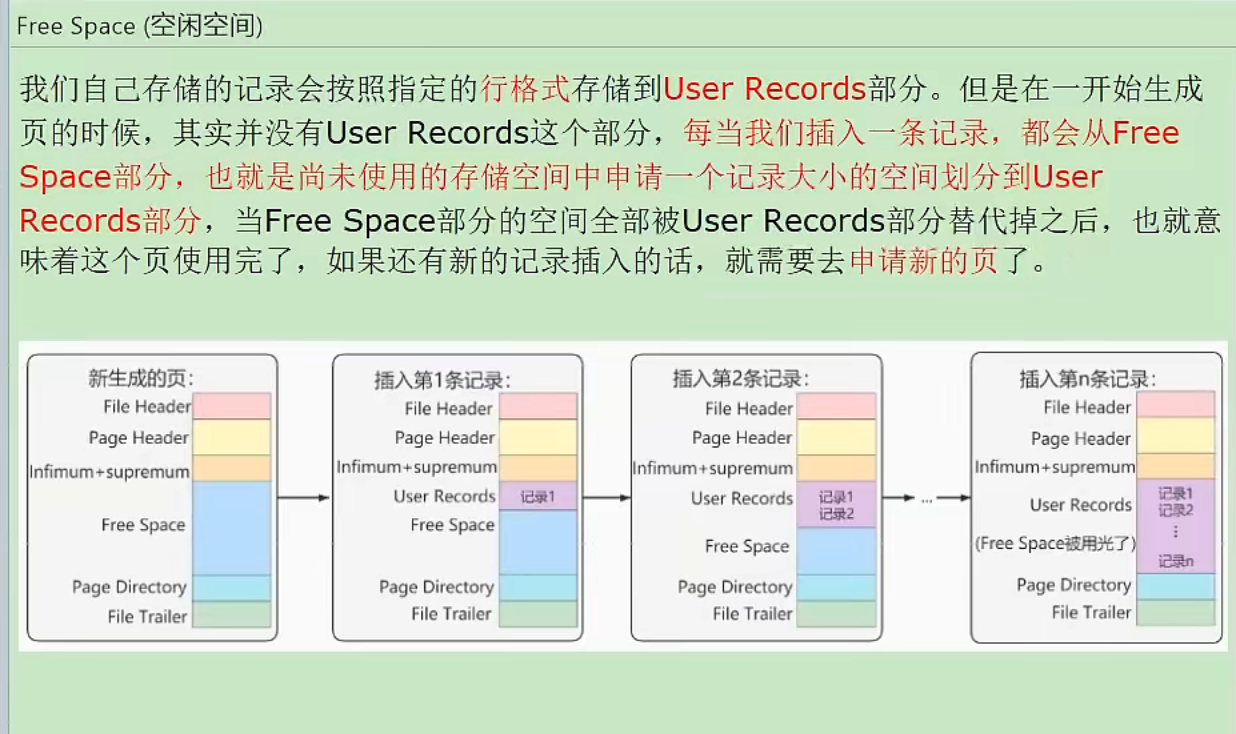 Free Space (空闲空间)
我们自己存储的记录会按照指定的行格式存储到User Records部分。但是在一开始生成
页的时候，其实并没有User Records这个部分，每当我们插入一条记录，都会从Free
Space部分，也就是尚未使用的存储空间中申请一个记录大小的空间划分到User
Records部分，当Free Space部分的空间全部被User Records部分替代掉之后，也就意
味着这个页使用完了，如果还有新的记录插入的话，就需要去申请新的页了。
新生成的页：
File Header
Page Header
Infimum+supremum
Free Space
Page Directory
File Trailer
插入第1条记录：
File Header
Page Header
Infimum+supremum
User Records 记录1
Free Space
Page Directory
File Trailer
插入第2条记录：
File Header
Page Header
Infimum+supremum
User Records 记录1
记录2
Free Space
Page Directory
File Trailer
...
插入第n条记录：
File Header
Page Header
Infimum+supremum
User Records 记录1
记录2
⋮
(Free Space被用光了)
记录n
Page Directory
File Trailer